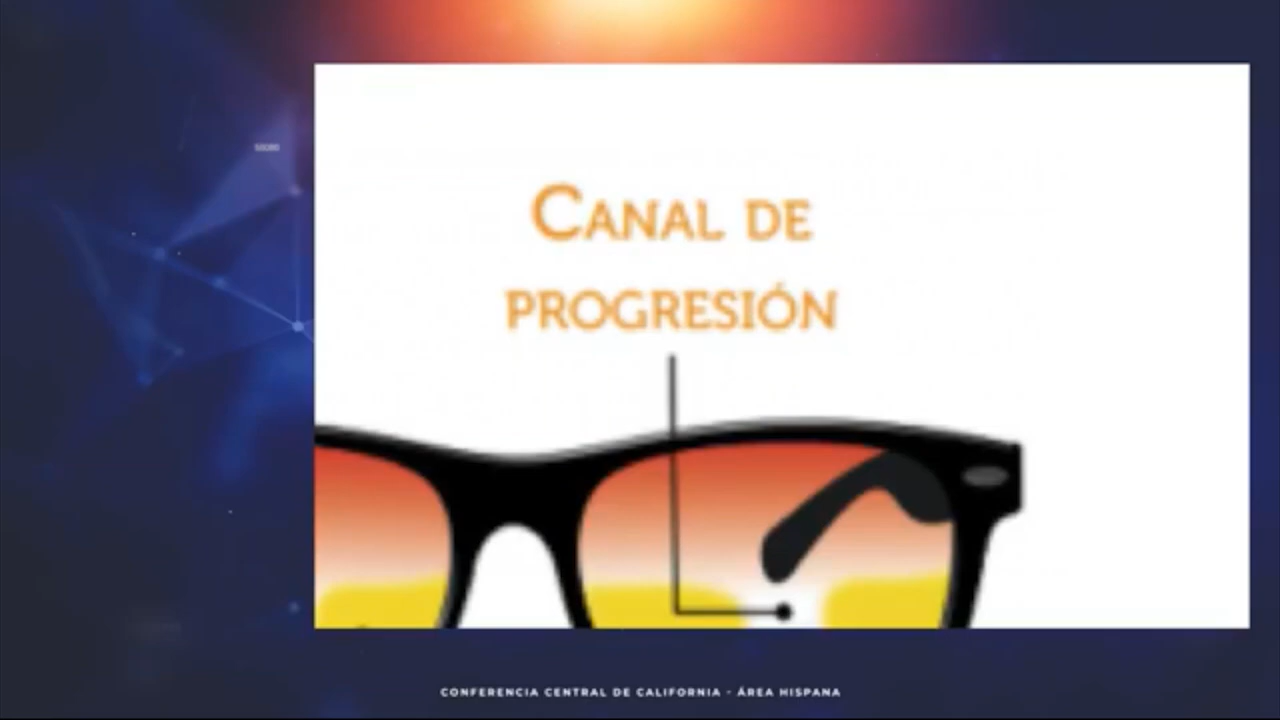 Canal de
progresión
CONFERENCIA CENTRAL DE CALIFORNIA - ÁREA HISPANA